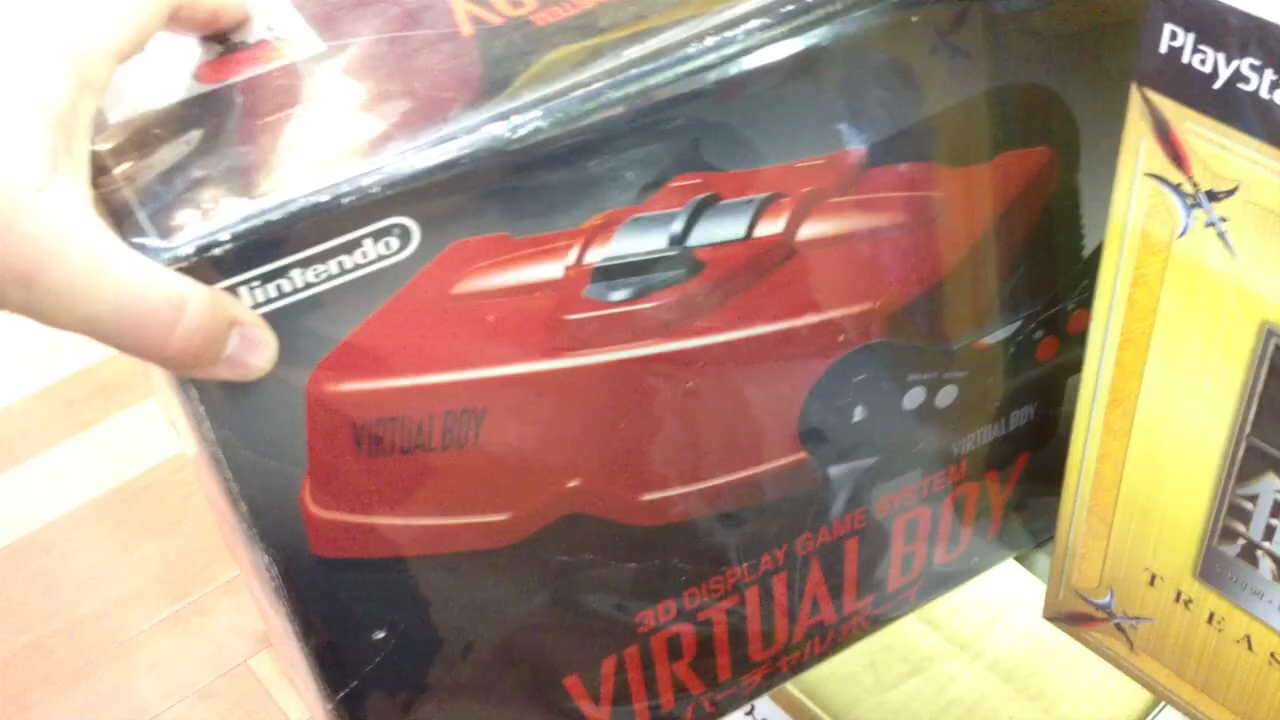 Nintendo®
PlaySta
VIRTUAL BOY
VIRTUAL BOY
3D DISPLAY GAME SYSTEM
VIRTUAL BOY
バーチャルボーイ
TREAS